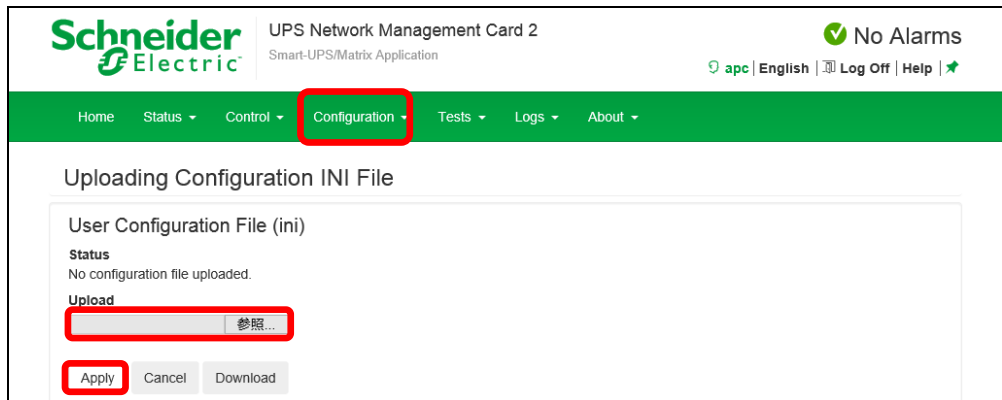 Schneider Electric
UPS Network Management Card 2
Smart-UPS/Matrix Application
No Alarms
apc | English | Log Off | Help |
Home Status Control Configuration Tests Logs About
Uploading Configuration INI File
User Configuration File (ini)
Status
No configuration file uploaded.
Upload
参照...
Apply Cancel Download